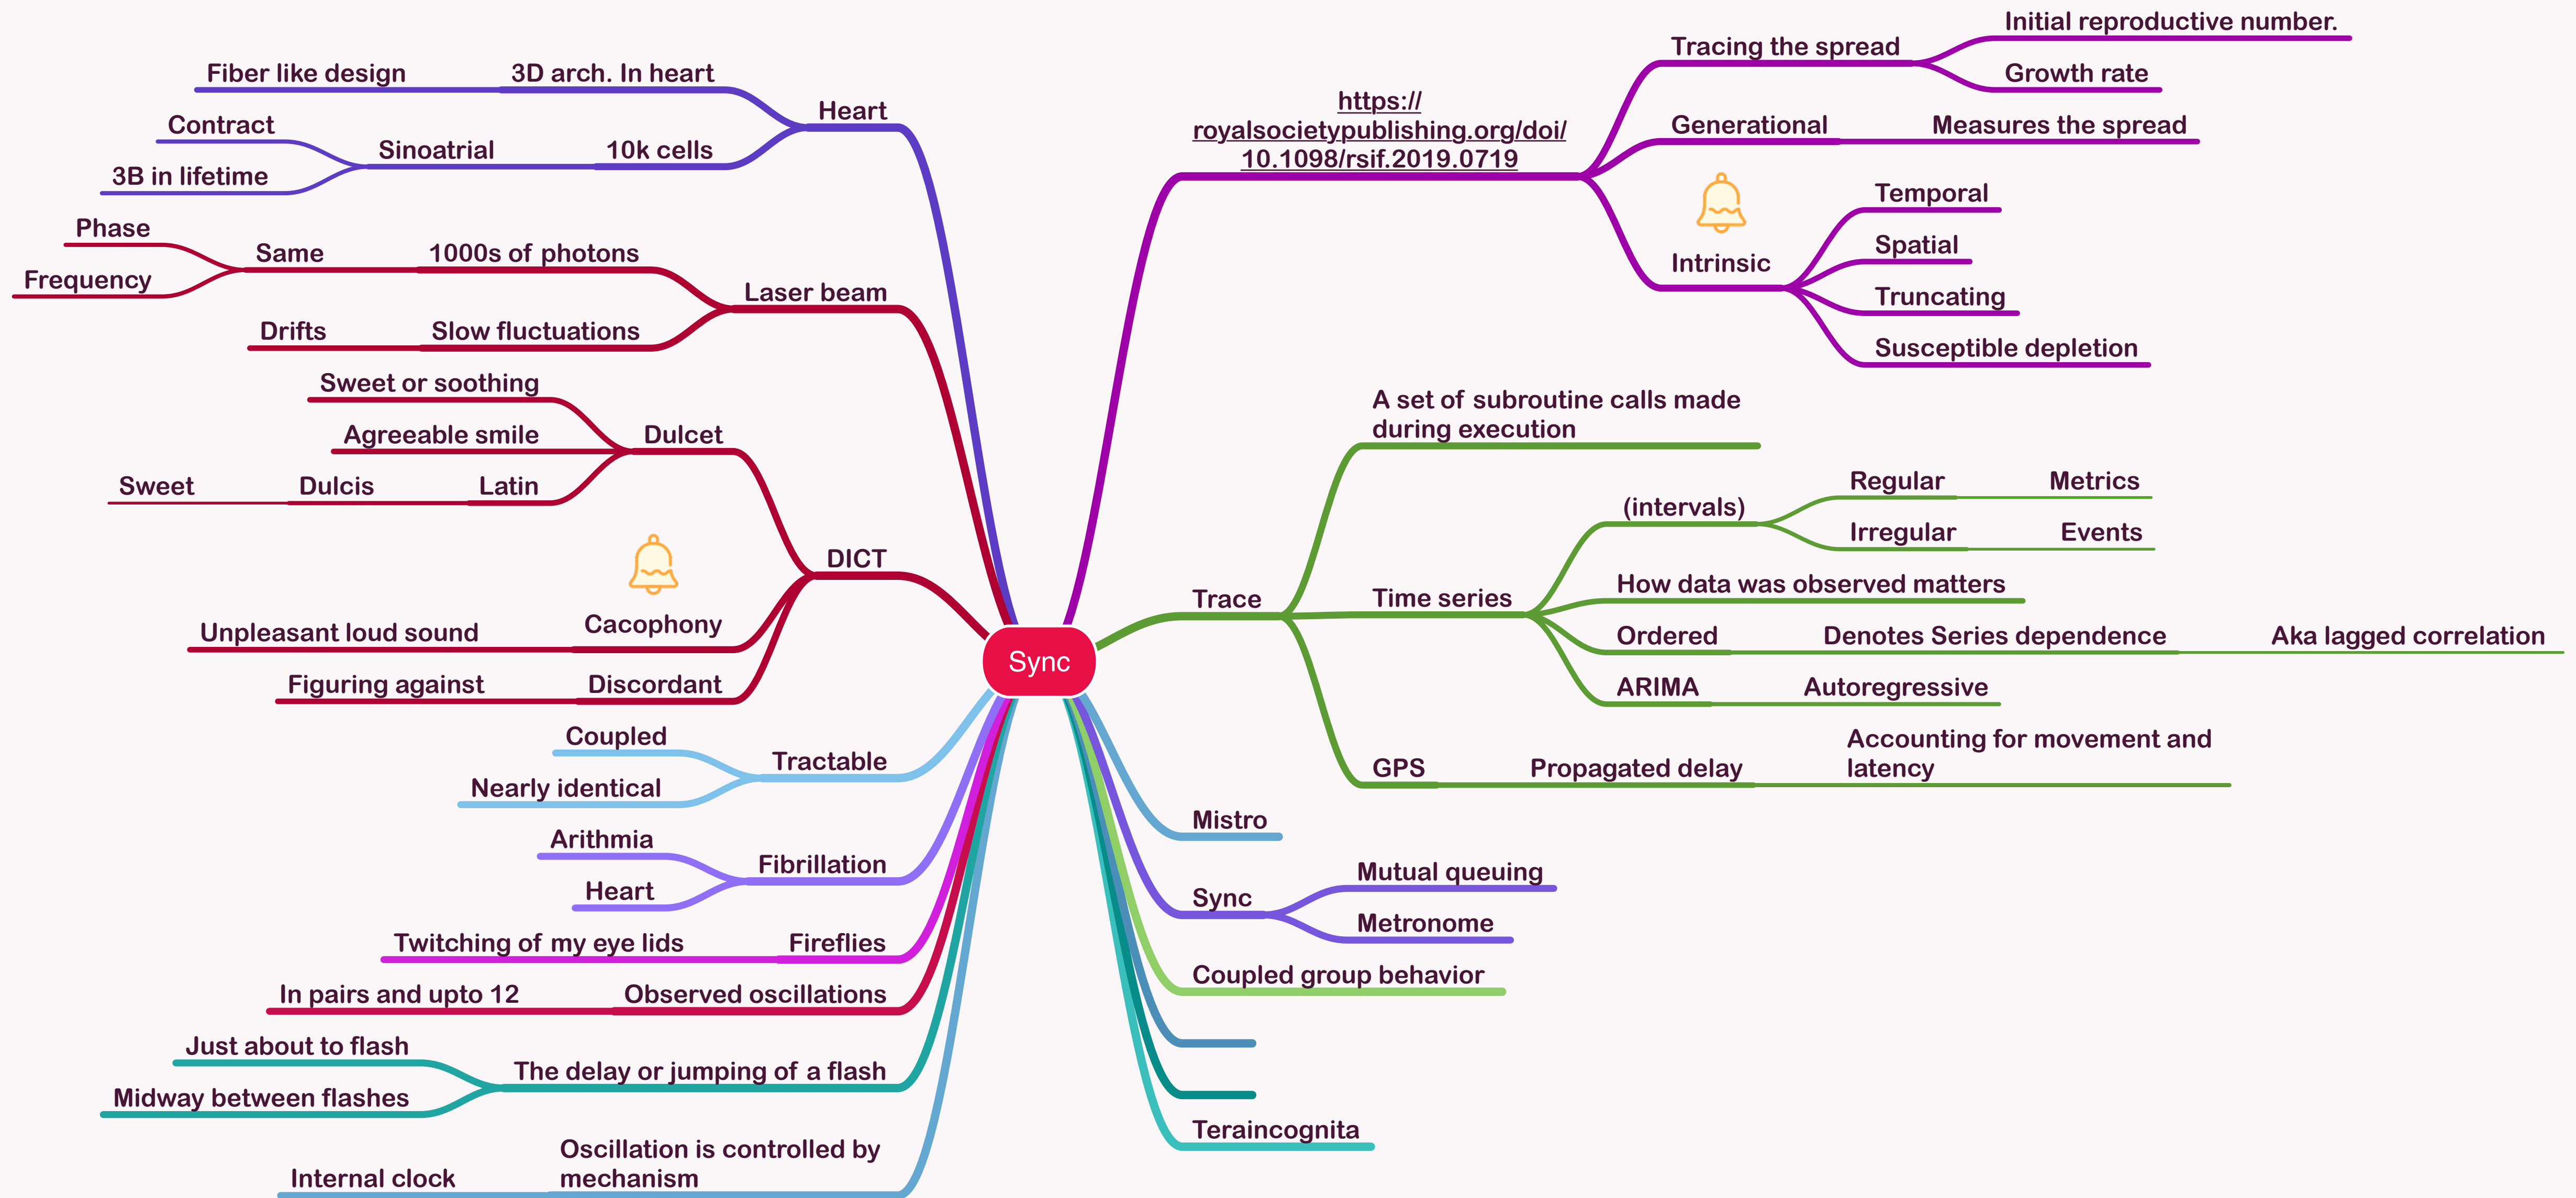 Sync
Heart
3D arch. In heart
Fiber like design
10k cells
Sinoatrial
Contract
3B in lifetime
Laser beam
1000s of photons
Same
Phase
Frequency
Slow fluctuations
Drifts
DICT
Dulcet
Sweet or soothing
Agreeable smile
Latin
Dulcis
Sweet
Cacophony
Unpleasant loud sound
Discordant
Figuring against
Tractable
Coupled
Nearly identical
Fibrillation
Arithmia
Heart
Fireflies
Twitching of my eye lids
Observed oscillations
In pairs and upto 12
The delay or jumping of a flash
Just about to flash
Midway between flashes
Oscillation is controlled by
mechanism
Internal clock
https://
royalsocietypublishing.org/doi/
10.1098/rsif.2019.0719
Tracing the spread
Initial reproductive number.
Growth rate
Generational
Measures the spread
Intrinsic
Temporal
Spatial
Truncating
Susceptible depletion
Trace
A set of subroutine calls made
during execution
Time series
(intervals)
Regular
Metrics
Irregular
Events
How data was observed matters
Ordered
Denotes Series dependence
Aka lagged correlation
ARIMA
Autoregressive
GPS
Propagated delay
Accounting for movement and
latency
Mistro
Sync
Mutual queuing
Metronome
Coupled group behavior
Teraincognita